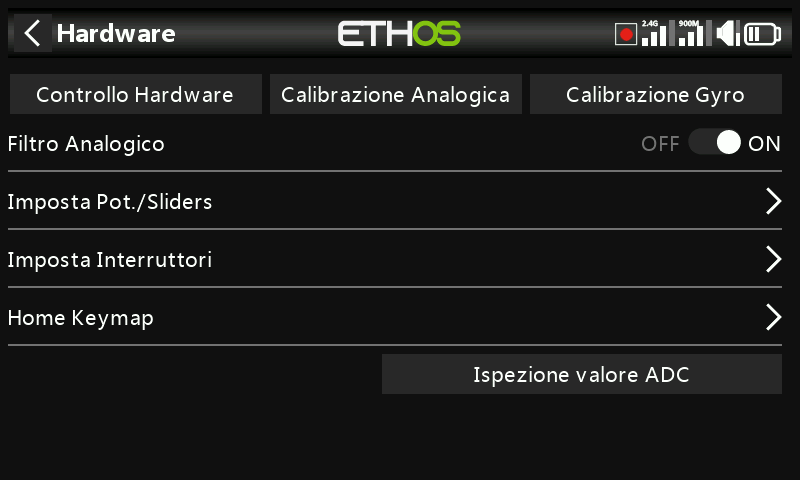 Hardware
ETHOS
2.4G
900M
Controllo Hardware
Calibrazione Analogica
Calibrazione Gyro
Filtro Analogico
OFF
ON
Imposta Pot./Sliders
Imposta Interruttori
Home Keymap
Ispezione valore ADC